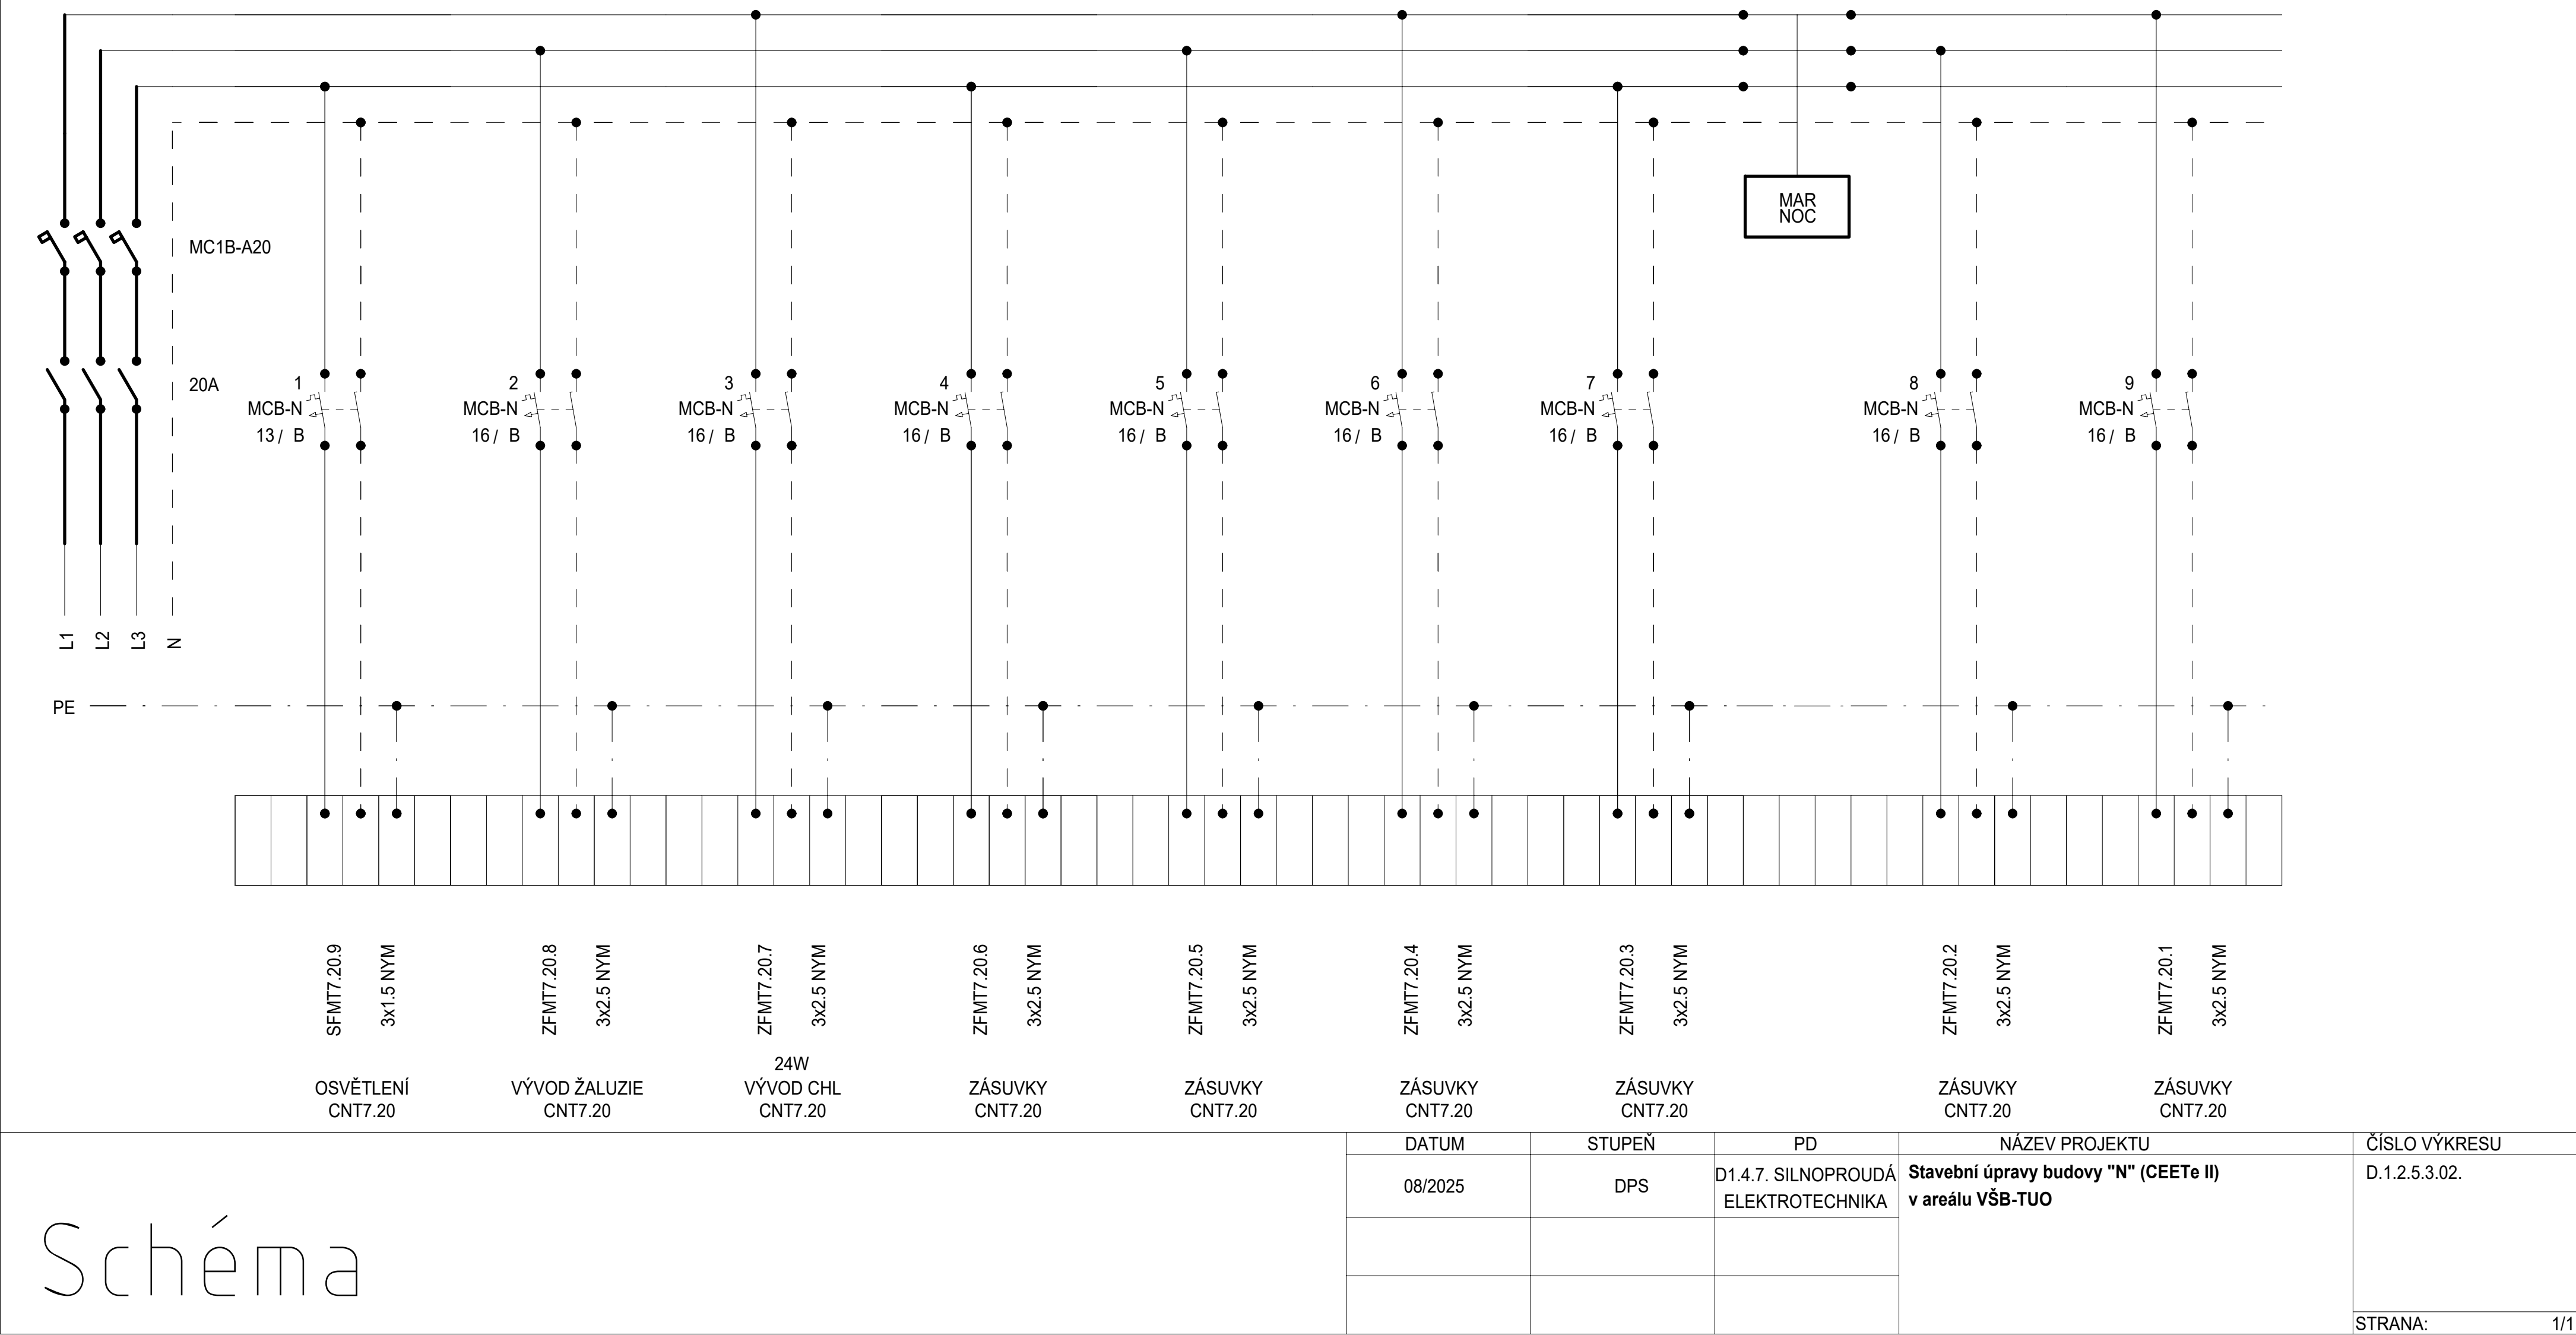 MAR
NOC
MC1B-A20
20A
1
MCB-N
13 / B
2
MCB-N
16 / B
3
MCB-N
16 / B
4
MCB-N
16 / B
5
MCB-N
16 / B
6
MCB-N
16 / B
7
MCB-N
16 / B
8
MCB-N
16 / B
9
MCB-N
16 / B
L1
L2
L3
N
PE
SFMT7.20.9
3x1.5 NYM
ZFMT7.20.8
3x2.5 NYM
ZFMT7.20.7
3x2.5 NYM
ZFMT7.20.6
3x2.5 NYM
ZFMT7.20.5
3x2.5 NYM
ZFMT7.20.4
3x2.5 NYM
ZFMT7.20.3
3x2.5 NYM
ZFMT7.20.2
3x2.5 NYM
ZFMT7.20.1
3x2.5 NYM
OSVĚTLENÍ
CNT7.20
VÝVOD ŽALUZIE
CNT7.20
24W
VÝVOD CHL
CNT7.20
ZÁSUVKY
CNT7.20
ZÁSUVKY
CNT7.20
ZÁSUVKY
CNT7.20
ZÁSUVKY
CNT7.20
ZÁSUVKY
CNT7.20
ZÁSUVKY
CNT7.20
Schéma
DATUM
08/2025
STUPEŇ
DPS
PD
D1.4.7. SILNOPROUDÁ
ELEKTROTECHNIKA
NÁZEV PROJEKTU
Stavební úpravy budovy "N" (CEETe II)
v areálu VŠB-TUO
ČÍSLO VÝKRESU
D.1.2.5.3.02.
STRANA: 1/1